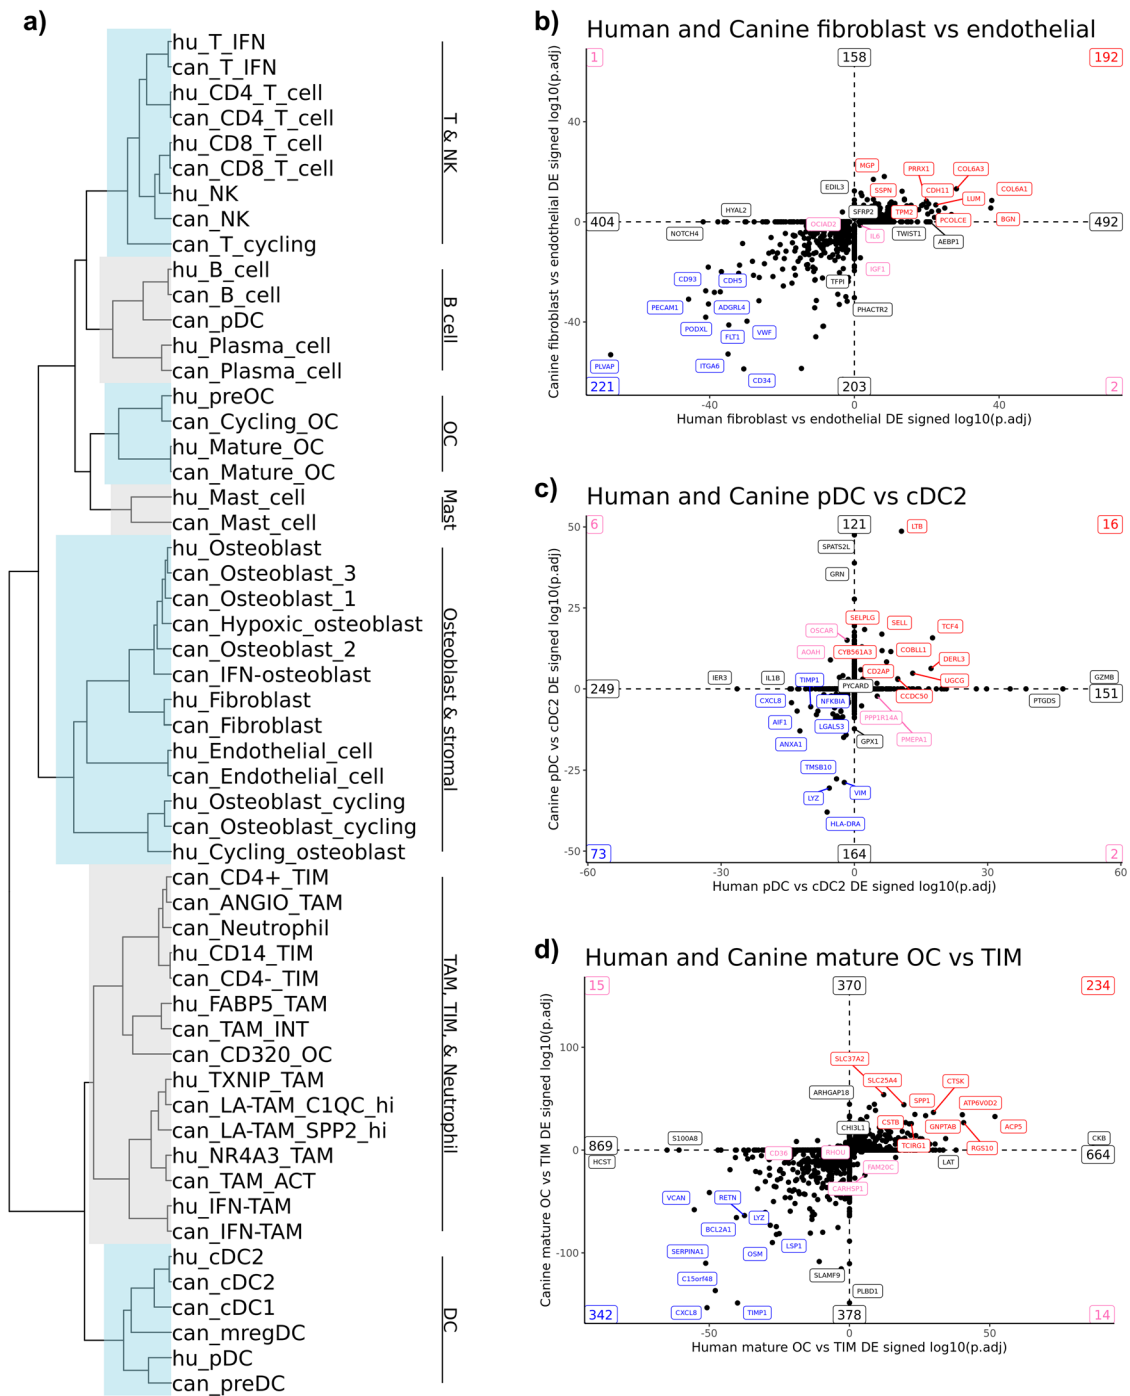 a)
hu_T_IFN
can_T_IFN
hu_CD4_T_cell
can_CD4_T_cell
hu_CD8_T_cell
can_CD8_T_cell
hu_NK
can_NK
can_T_cycling
T & NK
hu_B_cell
can_B_cell
can_pDC
hu_Plasma_cell
can_Plasma_cell
B cell
hu_preOC
can_Cycling_OC
hu_Mature_OC
can_Mature_OC
OC
hu_Mast_cell
can_Mast_cell
Mast
hu_Osteoblast
can_Osteoblast_3
can_Osteoblast_1
can_Hypoxic_osteoblast
can_Osteoblast_2
can_IFN-osteoblast
hu_Fibroblast
can_Fibroblast
hu_Endothelial_cell
can_Endothelial_cell
hu_Osteoblast_cycling
can_Osteoblast_cycling
hu_Cycling_osteoblast
Osteoblast & stromal
can_CD4+_TIM
can_ANGIO_TAM
can_Neutrophil
hu_CD14_TIM
can_CD4-_TIM
hu_FABP5_TAM
can_TAM_INT
can_CD320_OC
hu_TXNIP_TAM
can_LA-TAM_C1QC_hi
can_LA-TAM_SPP2_hi
hu_NR4A3_TAM
can_TAM_ACT
hu_IFN-TAM
can_IFN-TAM
TAM, TIM, & Neutrophil
hu_cDC2
can_cDC2
can_cDC1
can_mregDC
hu_pDC
can_preDC
DC
b)
Human and Canine fibroblast vs endothelial
Canine fibroblast vs endothelial DE signed log10(p.adj)
1
158
192
40
MGP
PRRX1
COL6A3
EDIL3
SSPN
CDH11
COL6A1
LUM
HYAL2
SFRP2
TPM2
PCOLCE
BGN
404
0
OCIAD2
492
NOTCH4
IL6
TWIST1
AEBP1
IGF1
CD93
CDH5
TFPI
PECAM1
ADGRL4
PHACTR2
-40
PODXL
FLT1
VWF
PLVAP
ITGA6
CD34
221
203
2
-40
0
40
Human fibroblast vs endothelial DE signed log10(p.adj)
c)
Human and Canine pDC vs cDC2
Canine pDC vs cDC2 DE signed log10(p.adj)
6
121
16
50
LTB
SPATS2L
GRN
25
SELPLG
SELL
TCF4
OSCAR
AOAH
CYB561A3
COBLL1
DERL3
CD2AP
UGCG
IER3
IL1B
TIMP1
PYCARD
GZMB
249
0
151
CXCL8
NFKBIA
CCDC50
PTGDS
AIF1
LGALS3
PPP1R14A
ANXA1
GPX1
PMEPA1
-25
TMSB10
LYZ
VIM
HLA-DRA
-50
73
164
2
-60
-30
0
30
60
Human pDC vs cDC2 DE signed log10(p.adj)
d)
Human and Canine mature OC vs TIM
Canine mature OC vs TIM DE signed log10(p.adj)
15
370
234
100
SLC37A2
SLC25A4
CTSK
ARHGAP18
SPP1
ATP6V0D2
CHI3L1
CSTB
GNPTAB
ACP5
S100A8
TCIRG1
RGS10
CKB
869
0
CD36
RHOU
664
HCST
FAM20C
LAT
CARHSP1
VCAN
RETN
LYZ
BCL2A1
SERPINA1
OSM
LSP1
-100
C15orf48
SLAMF9
PLBD1
CXCL8
TIMP1
342
378
14
-50
0
50
Human mature OC vs TIM DE signed log10(p.adj)